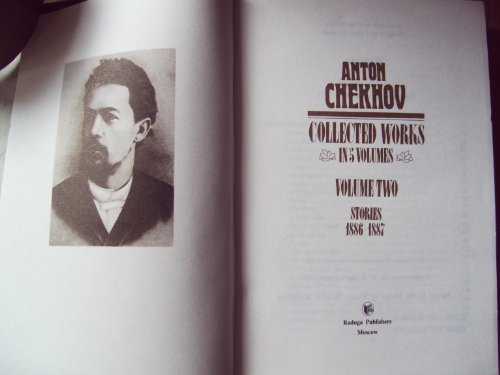 ANTON
CHEKHOV
COLLECTED WORKS
IN 5 VOLUMES
VOLUME TWO
STORIES
1886 1887
Raduga Publishers
Moscow